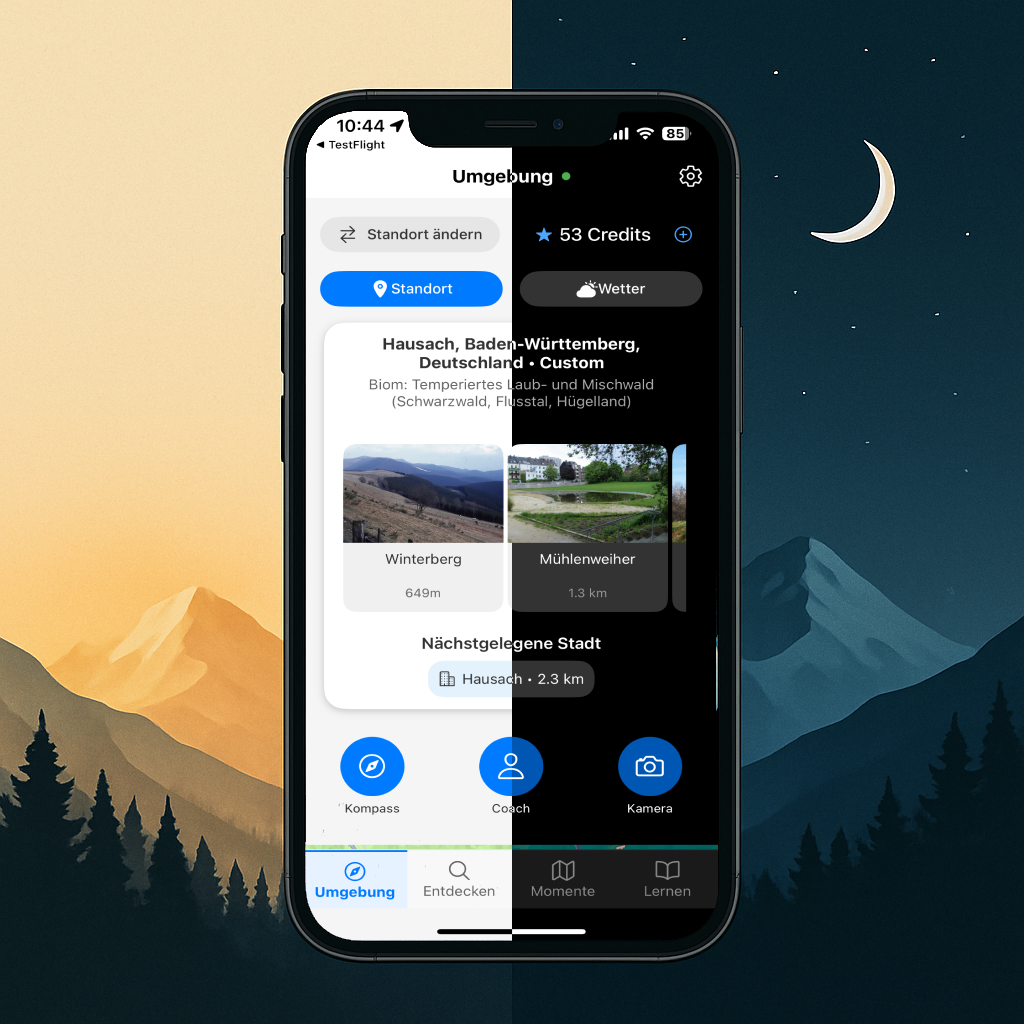 10:44
85
◀ TestFlight
Umgebung
Standort ändern
53 Credits
Standort
Wetter
Hausach, Baden-Württemberg,
Deutschland • Custom
Biom: Temperiertes Laub- und Mischwald
(Schwarzwald, Flusstal, Hügelland)
Winterberg
Mühlenweiher
649m
1.3 km
Nächstgelegene Stadt
Hausach • 2.3 km
Kompass
Coach
Kamera
Umgebung
Entdecken
Momente
Lernen